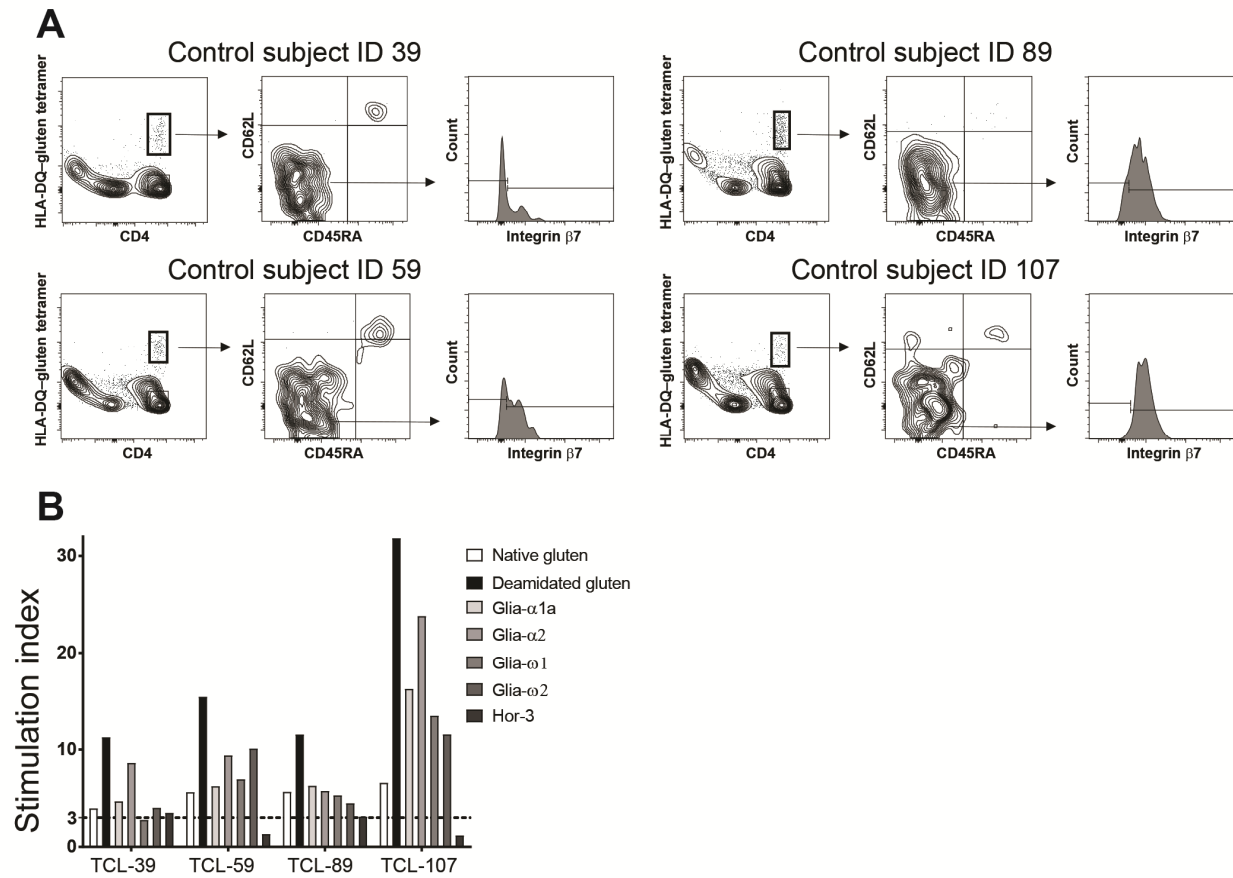 A
Control subject ID 39
HLA-DQ–gluten tetramer
CD4
CD62L
CD45RA
Count
Integrin β7
Control subject ID 89
HLA-DQ–gluten tetramer
CD4
CD62L
CD45RA
Count
Integrin β7
Control subject ID 59
HLA-DQ–gluten tetramer
CD4
CD62L
CD45RA
Count
Integrin β7
Control subject ID 107
HLA-DQ–gluten tetramer
CD4
CD62L
CD45RA
Count
Integrin β7
B
Stimulation index
30
20
10
3
0
TCL-39
TCL-59
TCL-89
TCL-107
Native gluten
Deamidated gluten
Glia-α1a
Glia-α2
Glia-ω1
Glia-ω2
Hor-3